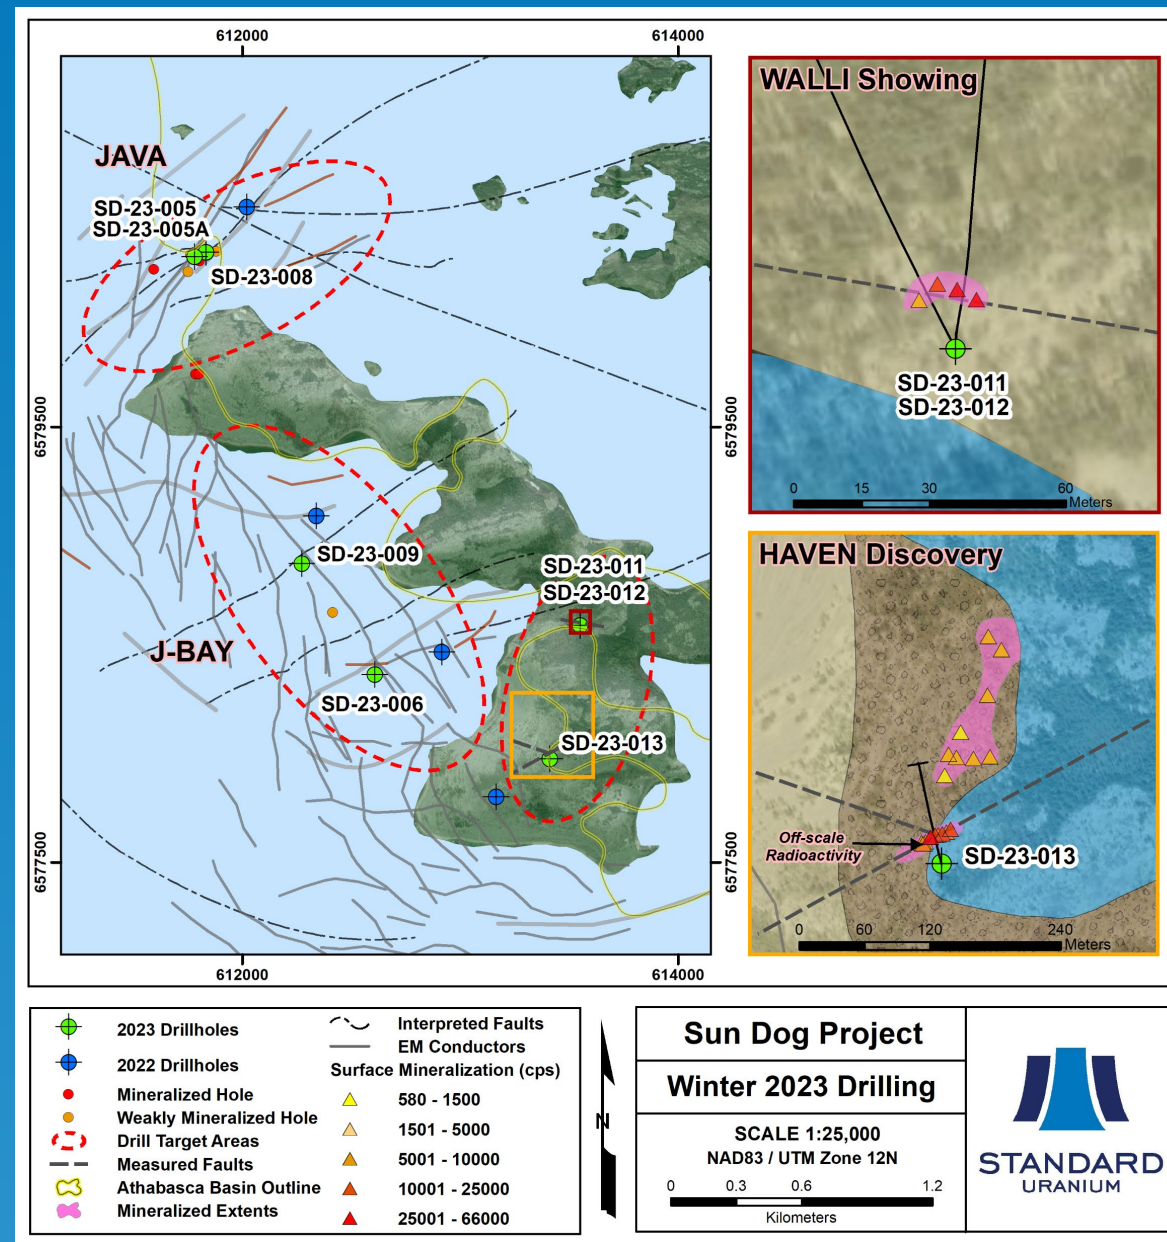 612000
614000
JAVA
SD-23-005
SD-23-005A
SD-23-008
6579500
6579500
SD-23-009
SD-23-011
SD-23-012
J-BAY
SD-23-006
SD-23-013
6577500
6577500
612000
614000
WALLI Showing
SD-23-011
SD-23-012
0 15 30 60
Meters
HAVEN Discovery
Off-scale
Radioactivity
SD-23-013
0 60 120 240
Meters
2023 Drillholes
2022 Drillholes
Mineralized Hole
Weakly Mineralized Hole
Drill Target Areas
Measured Faults
Athabasca Basin Outline
Mineralized Extents
Interpreted Faults
EM Conductors
Surface Mineralization (cps)
580 - 1500
1501 - 5000
5001 - 10000
10001 - 25000
25001 - 66000
N
Sun Dog Project
Winter 2023 Drilling
SCALE 1:25,000
NAD83 / UTM Zone 12N
0 0.3 0.6 1.2
Kilometers
STANDARD
URANIUM